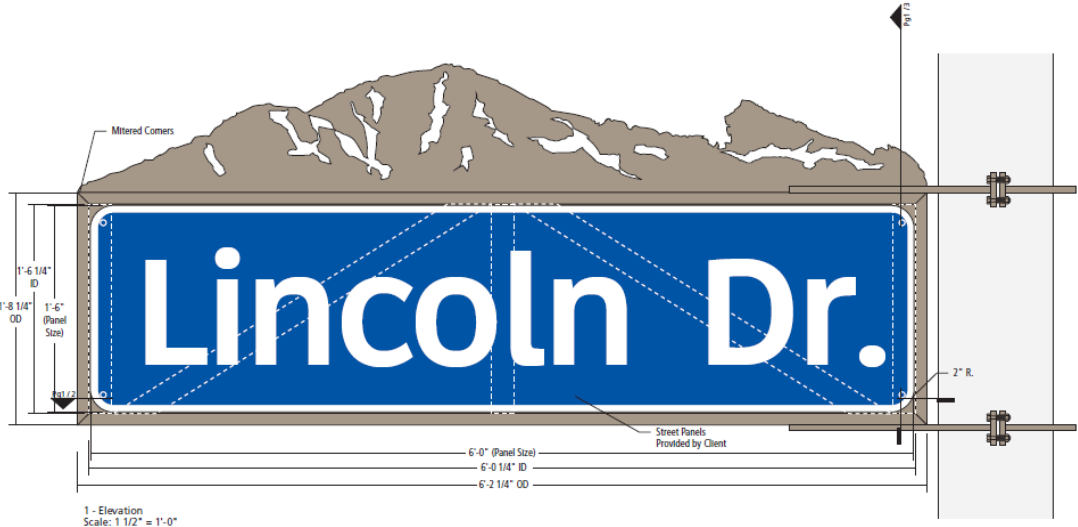 Pg1 /3
Mitered Corners
Lincoln Dr.
1'-6 1/4"
ID
1'-8 1/4"
OD
1'-6"
(Panel
Size)
Pg1 / 2
2" R.
Street Panels
Provided by Client
6'-0" (Panel Size)
6'-0 1/4" ID
6'-2 1/4" OD
1 - Elevation
Scale: 1 1/2" = 1'-0"